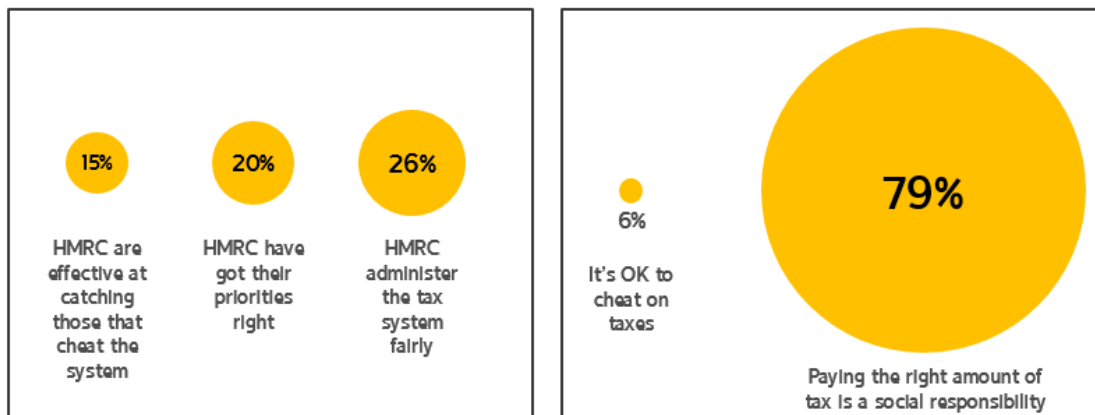 15%
20%
26%
HMRC are
effective at
catching
those that
cheat the
system
HMRC have
got their
priorities
right
HMRC
administer
the tax
system
fairly
6%
It's OK to
cheat on
taxes
79%
Paying the right amount of
tax is a social responsibility